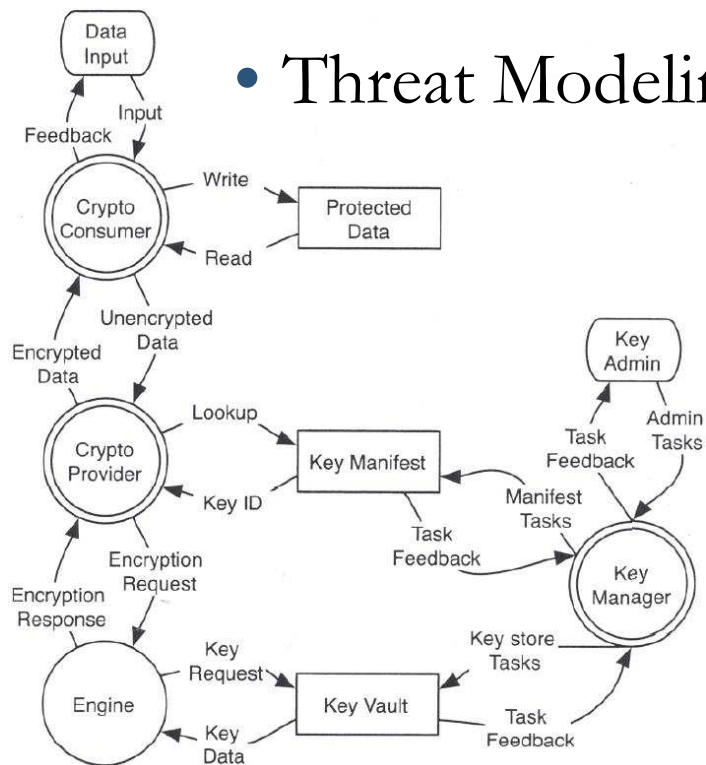 • Threat Modelin
Data
Input
Feedback
Input
Crypto
Consumer
Write
Protected
Data
Read
Encrypted
Data
Unencrypted
Data
Key
Admin
Task
Feedback
Admin
Tasks
Crypto
Provider
Lookup
Key Manifest
Key ID
Manifest
Tasks
Task
Feedback
Key
Manager
Encryption
Response
Encryption
Request
Key store
Tasks
Engine
Key
Request
Key Vault
Key
Data
Task
Feedback